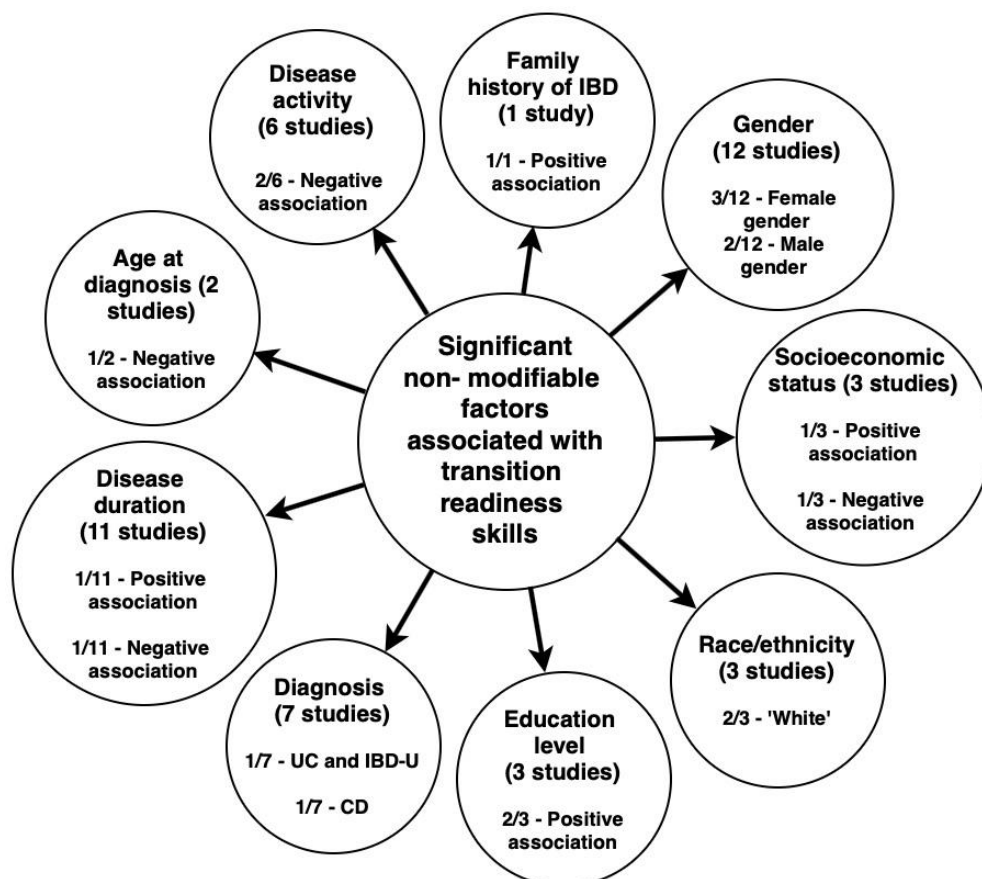 Significant
non- modifiable
factors
associated with
transition
readiness
skills
Family
history of IBD
(1 study)
1/1 - Positive
association
Gender
(12 studies)
3/12 - Female
gender
2/12 - Male
gender
Socioeconomic
status (3 studies)
1/3 - Positive
association
1/3 - Negative
association
Race/ethnicity
(3 studies)
2/3 - 'White'
Education
level
(3 studies)
2/3 - Positive
association
Diagnosis
(7 studies)
1/7 - UC and IBD-U
1/7 - CD
Disease
duration
(11 studies)
1/11 - Positive
association
1/11 - Negative
association
Age at
diagnosis (2
studies)
1/2 - Negative
association
Disease
activity
(6 studies)
2/6 - Negative
association